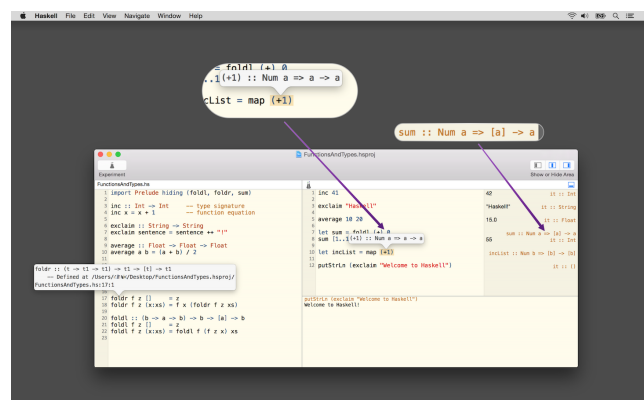 Haskell File Edit View Navigate Window Help
= foldl (+) 0
..1 (+1) :: Num a => a -> a
cList = map (+1)
sum :: Num a => [a] -> a
FunctionsAndTypes.hsproj
Experiment
Show or Hide Area
FunctionsAndTypes.hs
1 import Prelude hiding (foldl, foldr, sum)
2
3 inc :: Int -> Int -- type signature
4 inc x = x + 1 -- function equation
5
6 exclaim :: String -> String
7 exclaim sentence = sentence ++ "!"
8
9 average :: Float -> Float -> Float
10 average a b = (a + b) / 2
11
foldr :: (t -> t1 -> t1) -> t1 -> [t] -> t1
-- Defined at /Users/
/Desktop/FunctionsAndTypes.hsproj/
FunctionsAndTypes.hs:17:1
17 foldr f z [] = z
18 foldr f z (x:xs) = f x (foldr f z xs)
19
20 foldl :: (b -> a -> b) -> b -> [a] -> b
21 foldl f z [] = z
22 foldl f z (x:xs) = foldl f (f z x) xs
23
1 inc 41
2
3 exclaim "Haskell"
4
5 average 10 20
6
7 let sum = foldl (+) 0
8 sum [1..1 (+1) :: Num a => a -> a
9
10 let incList = map (+1)
11
12 putStrLn (exclaim "Welcome to Haskell")
42 it :: Int
"Haskell!" it :: String
15.0 it :: Float
sum :: Num a => [a] -> a
55 it :: Int
incList :: Num b => [b] -> [b]
it :: ()
putStrLn (exclaim "Welcome to Haskell")
Welcome to Haskell!